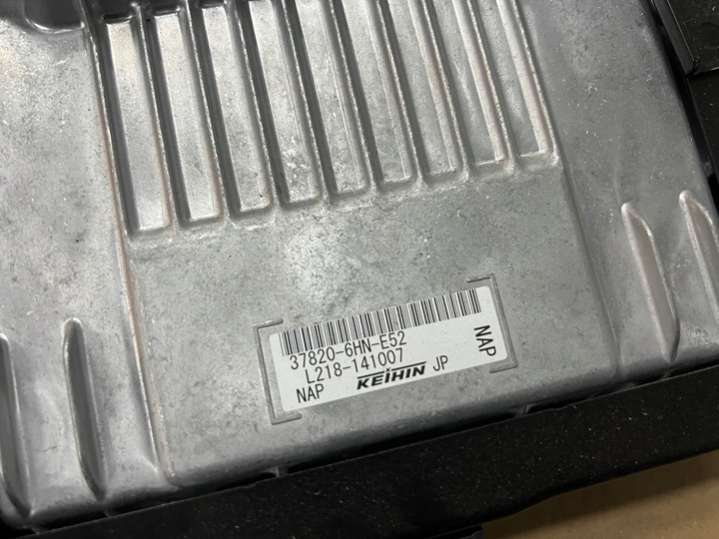 37820-6HN-E52
L218-141007
NAP KEIHIN JP
NAP